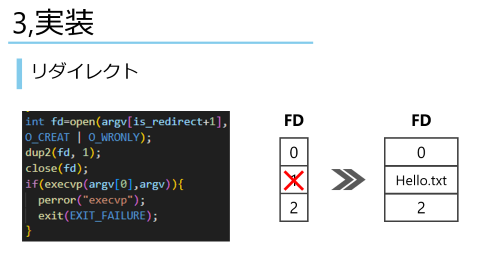 3,実装
リダイレクト
int fd=open(argv[is_redirect+1],
O_CREAT | O_WRONLY);
dup2(fd, 1);
close(fd);
if(execvp(argv[0],argv)){
perror("execvp");
exit(EXIT_FAILURE);
}
FD
0
1
2
FD
0
Hello.txt
2